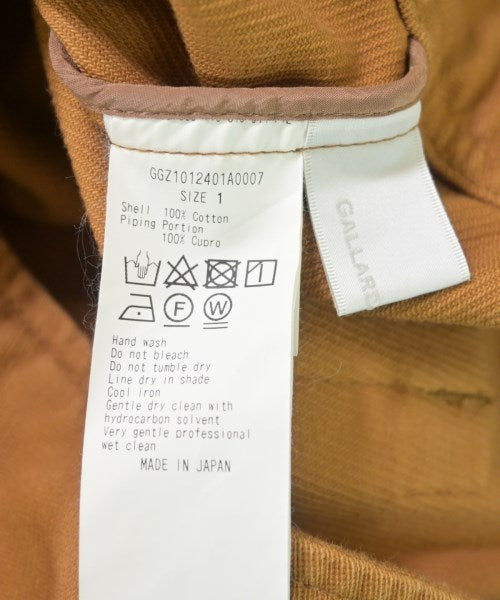 GGZ1012401A0007
SIZE 1
Shell 100% Cotton
Piping Portion
100% Cupro
1
F W
Hand wash
Do not bleach
Do not tumble dry
Line dry in shade
Cool iron
Gentle dry clean with
hydrocarbon solvent
Very gentle professional
wet clean
MADE IN JAPAN